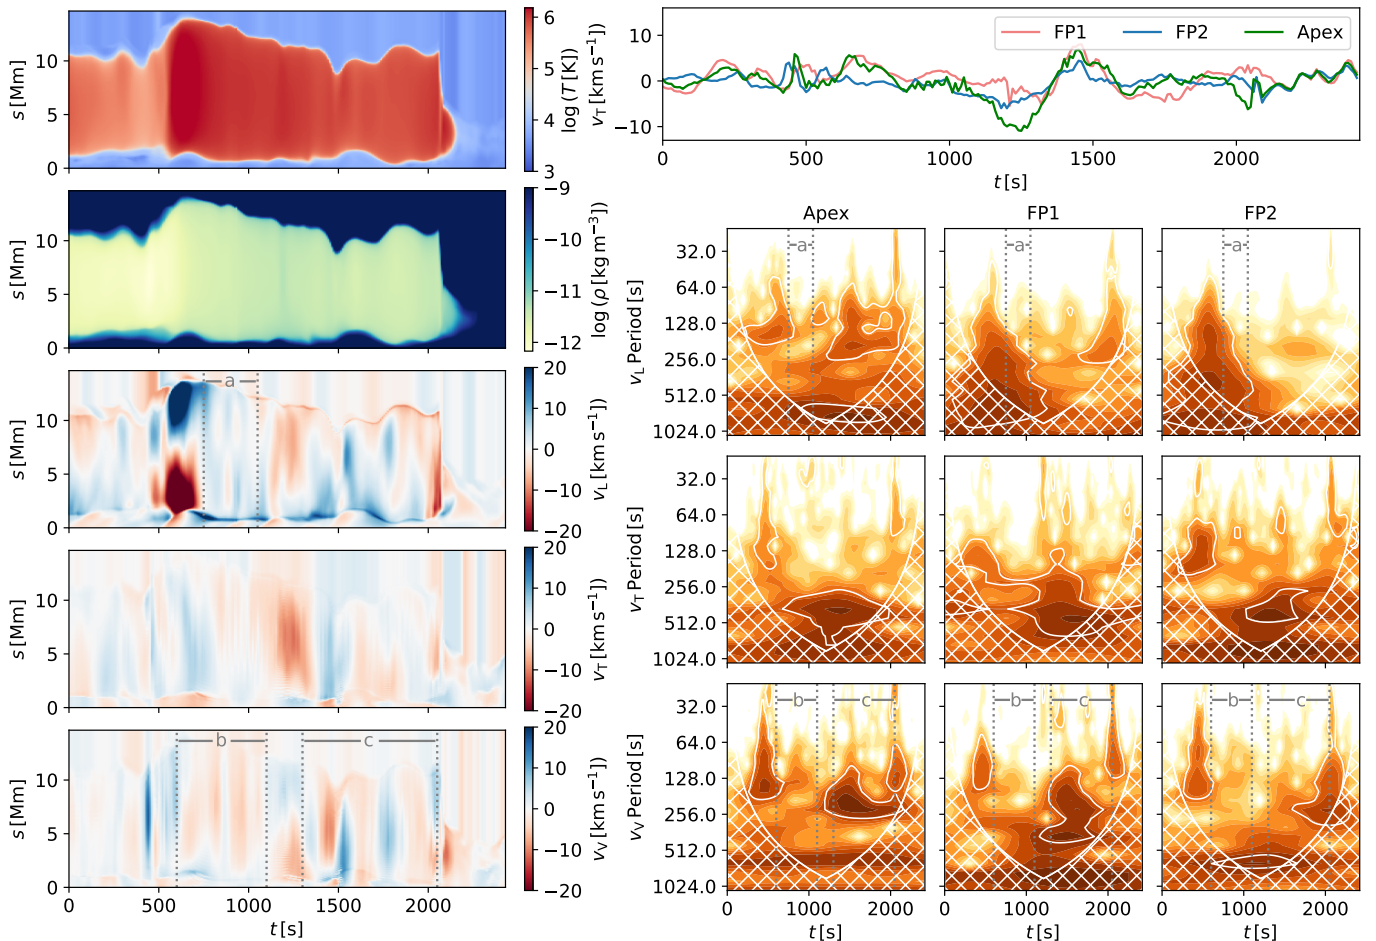 s [Mm]
10
5
0
6
5
4
3
log (T [K])
s [Mm]
10
5
0
−9
−10
−11
−12
log(ρ [kg m⁻³])
s [Mm]
10
5
0
a
20
10
0
−10
−20
v_L [km s⁻¹])
s [Mm]
10
5
0
20
10
0
−10
−20
v_T [km s⁻¹])
s [Mm]
10
5
0
b
c
20
10
0
−10
−20
v_V [km s⁻¹])
0 500 1000 1500 2000
t [s]
v_T [km s⁻¹])
10
0
−10
FP1 FP2 Apex
0 500 1000 1500 2000
t [s]
Apex FP1 FP2
v_L Period [s]
32.0
64.0
128.0
256.0
512.0
1024.0
a a a
v_T Period [s]
32.0
64.0
128.0
256.0
512.0
1024.0
v_V Period [s]
32.0
64.0
128.0
256.0
512.0
1024.0
b c b c b c
0 1000 2000 0 1000 2000 0 1000 2000
t [s] t [s] t [s]